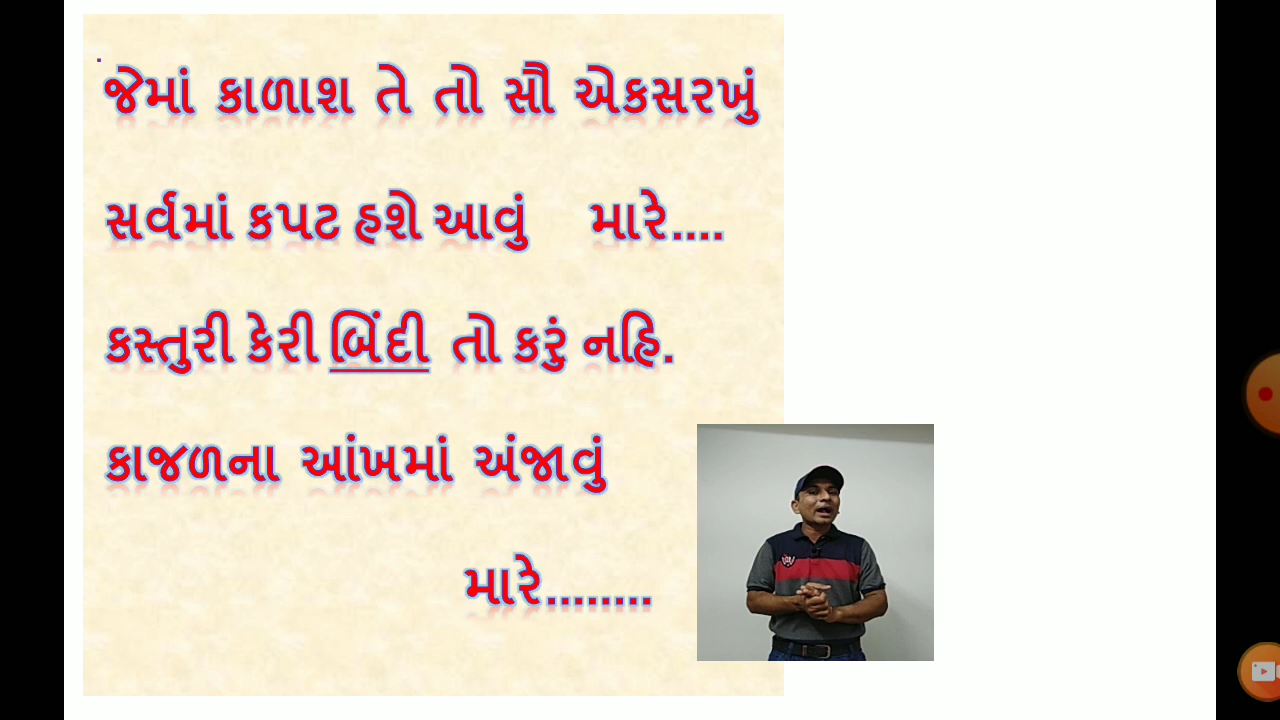 જેમાં કાળાશ તે તો સૌ એકસરખું
સર્વમાં કપટ હશે આવું મારે....
કસ્તુરી કેરી બિંદી તો કરું નહિ.
કાજળના આંખમાં અંજાવું
મારે........